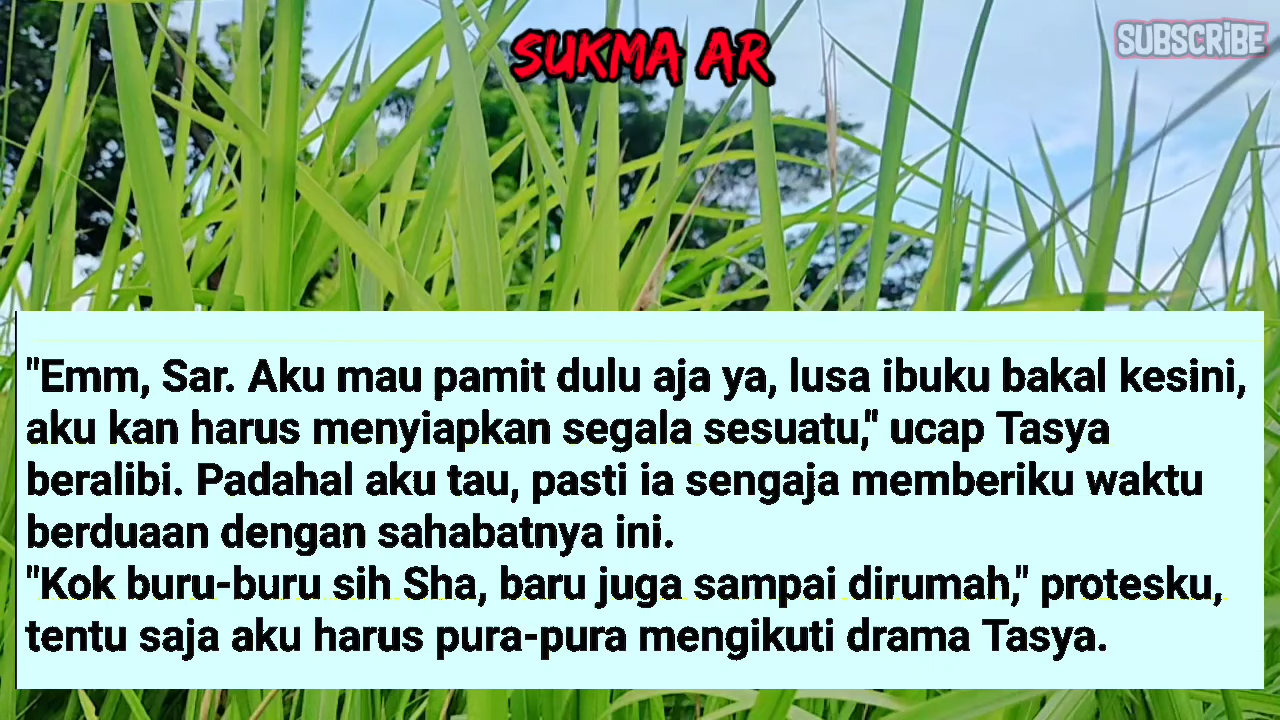 SUKMA AR
SUBSCRiBE
"Emm, Sar. Aku mau pamit dulu aja ya, lusa ibuku bakal kesini,
aku kan harus menyiapkan segala sesuatu," ucap Tasya
beralibi. Padahal aku tau, pasti ia sengaja memberiku waktu
berduaan dengan sahabatnya ini.
"Kok buru-buru sih Sha, baru juga sampai dirumah," protesku,
tentu saja aku harus pura-pura mengikuti drama Tasya.